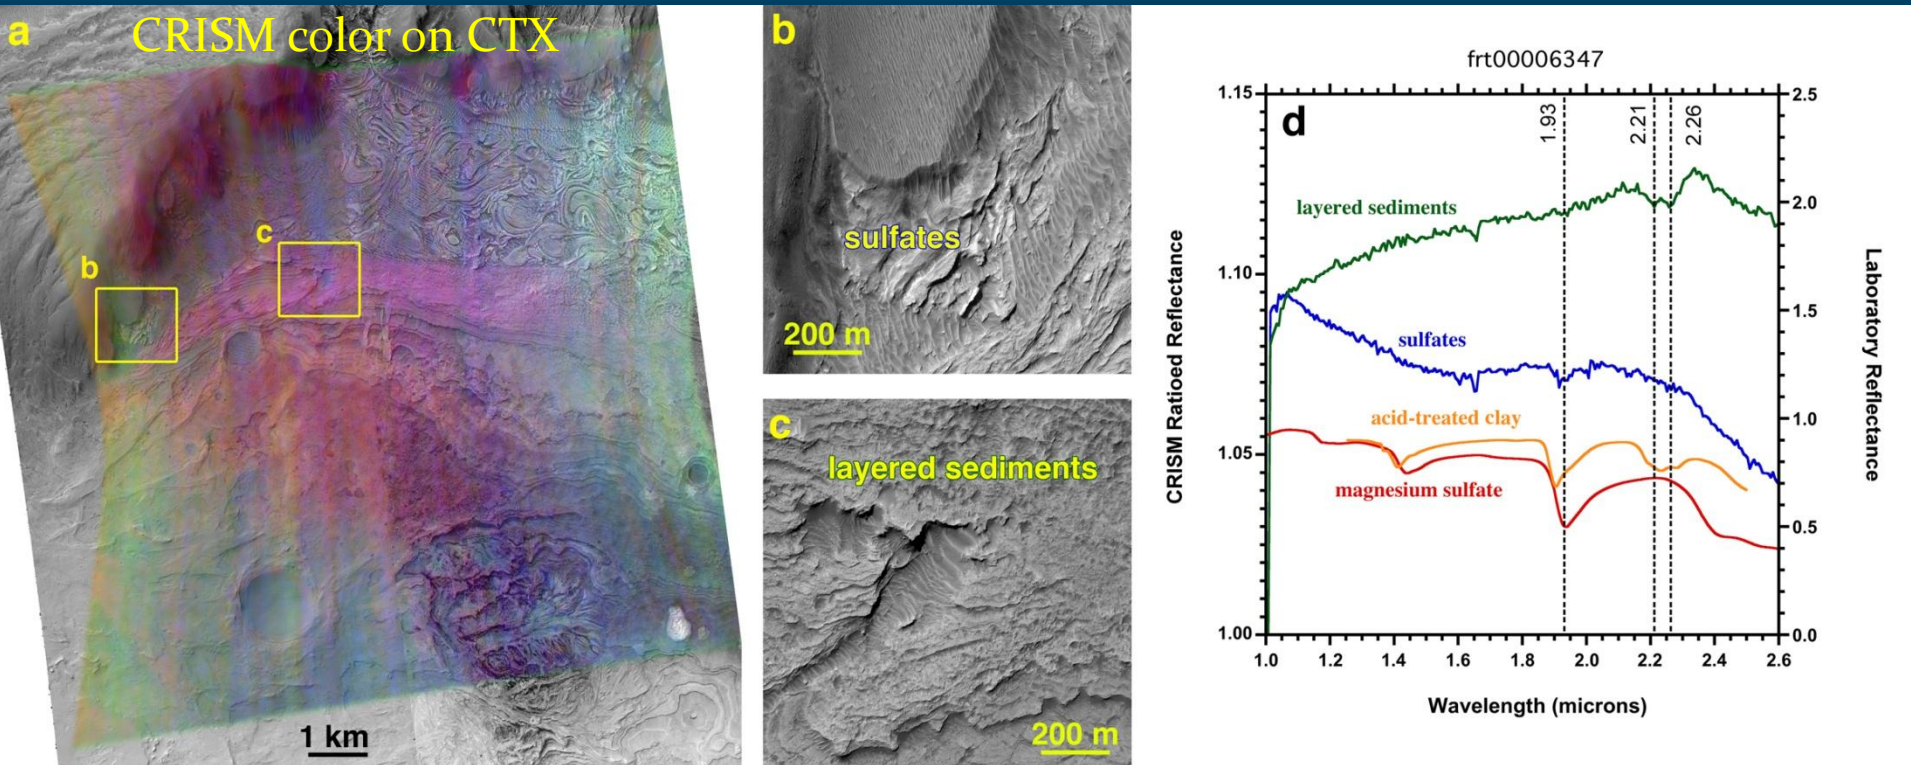 a
CRISM color on CTX
b
c
1 km
b
sulfates
200 m
c
layered sediments
200 m
frt00006347
d
1.15
1.10
1.05
1.00
CRISM Ratioed Reflectance
2.5
2.0
1.5
1.0
0.5
0.0
Laboratory Reflectance
1.93
2.21
2.26
layered sediments
sulfates
acid-treated clay
magnesium sulfate
1.0 1.2 1.4 1.6 1.8 2.0 2.2 2.4 2.6
Wavelength (microns)